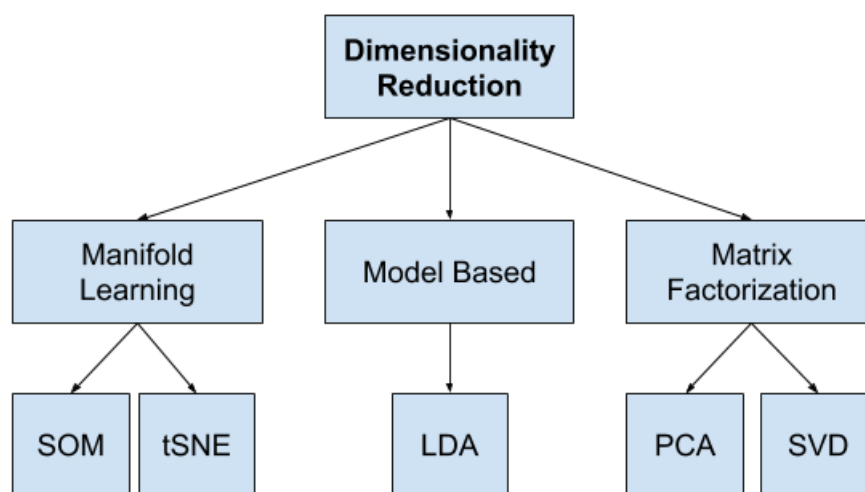 Dimensionality
Reduction
Manifold
Learning
Model Based
Matrix
Factorization
SOM
tSNE
LDA
PCA
SVD